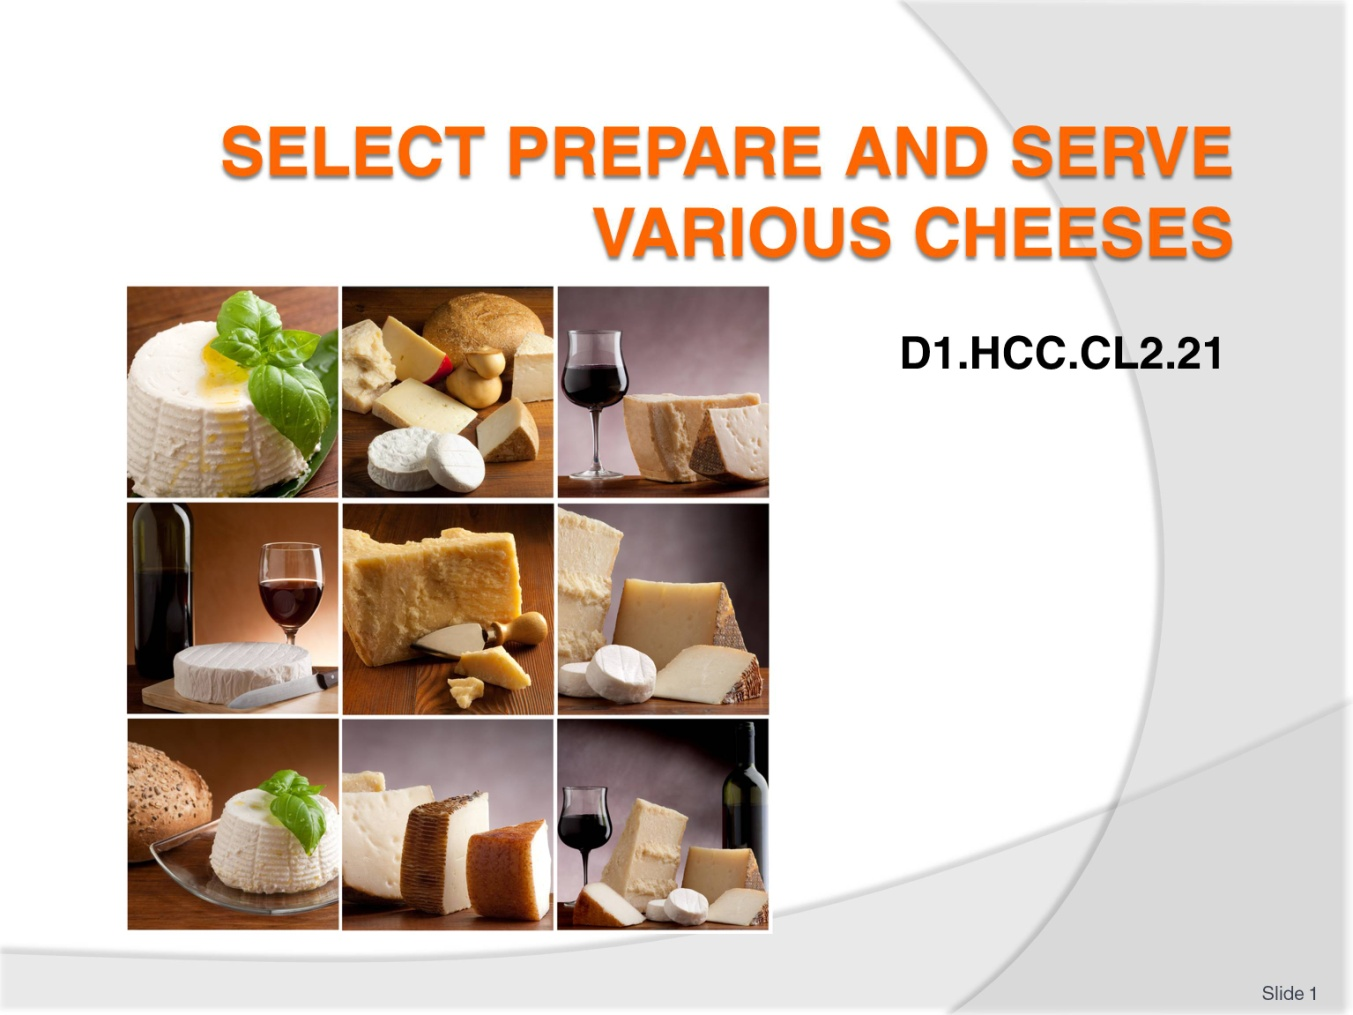 SELECT PREPARE AND SERVE
VARIOUS CHEESES
D1.HCC.CL2.21
Slide 1